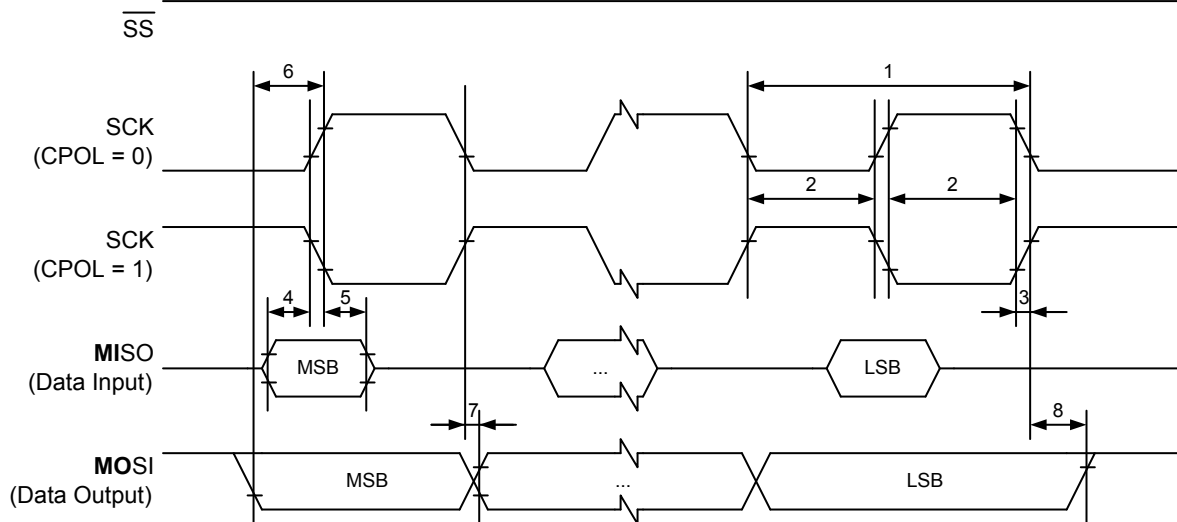 SS
6
1
SCK
(CPOL = 0)
2
2
SCK
(CPOL = 1)
4
5
3
MISO
(Data Input)
MSB
...
LSB
7
8
MOSI
(Data Output)
MSB
...
LSB